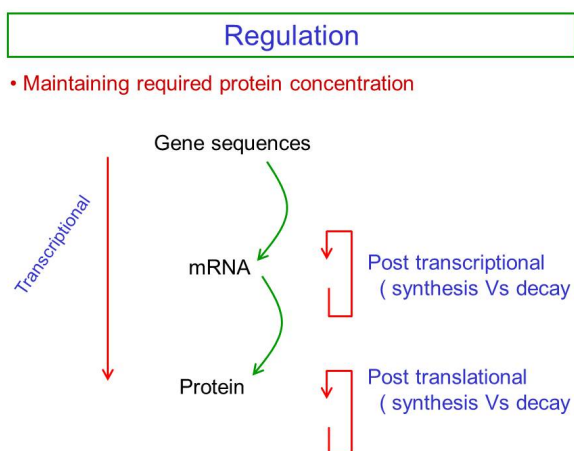 Regulation
• Maintaining required protein concentration
Gene sequences
Transcriptional
mRNA
Post transcriptional
( synthesis Vs decay
Protein
Post translational
( synthesis Vs decay